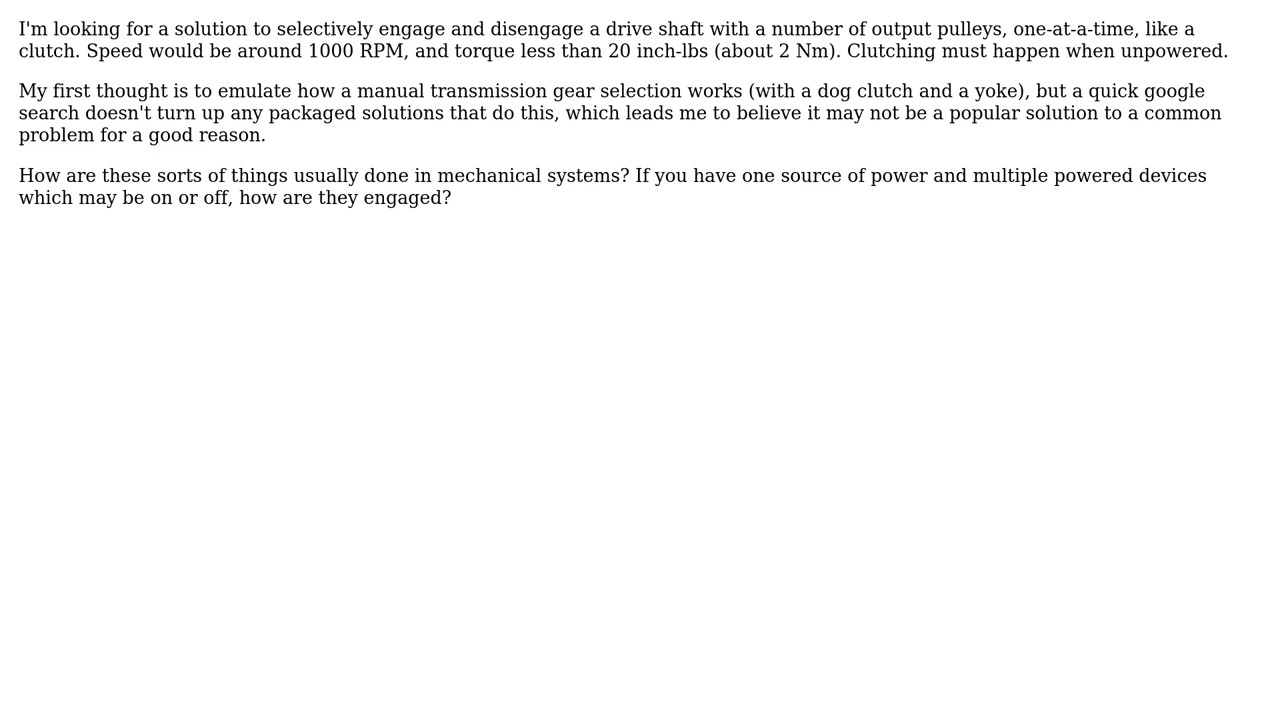 I'm looking for a solution to selectively engage and disengage a drive shaft with a number of output pulleys, one-at-a-time, like a
clutch. Speed would be around 1000 RPM, and torque less than 20 inch-lbs (about 2 Nm). Clutching must happen when unpowered.
My first thought is to emulate how a manual transmission gear selection works (with a dog clutch and a yoke), but a quick google
search doesn't turn up any packaged solutions that do this, which leads me to believe it may not be a popular solution to a common
problem for a good reason.
How are these sorts of things usually done in mechanical systems? If you have one source of power and multiple powered devices
which may be on or off, how are they engaged?